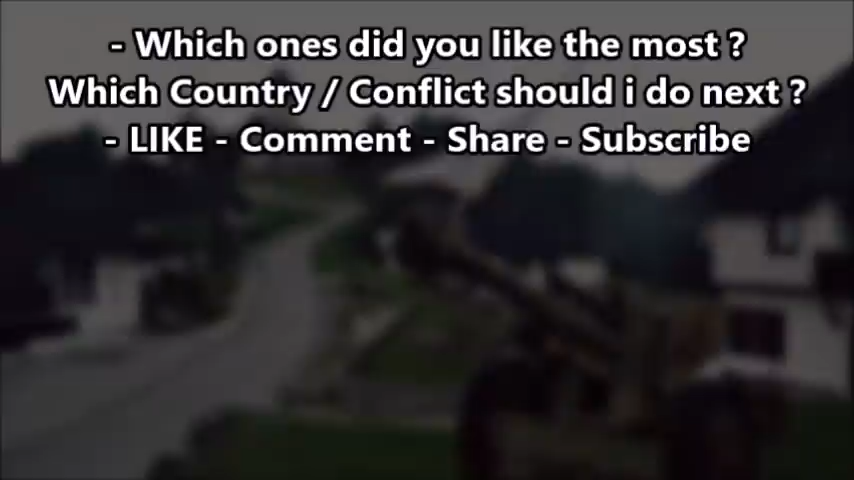 - Which ones did you like the most ?
Which Country / Conflict should i do next ?
- LIKE - Comment - Share - Subscribe